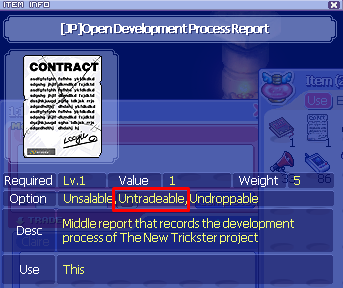 ITEM INFO
[JP]Open Development Process Report
CONTRACT
Required Lv.1 Value 1 Weight 5
Option Unsalable, Untradeable, Undroppable
Desc Middle report that records the development
process of The New Trickster project
Use This
Item
Use